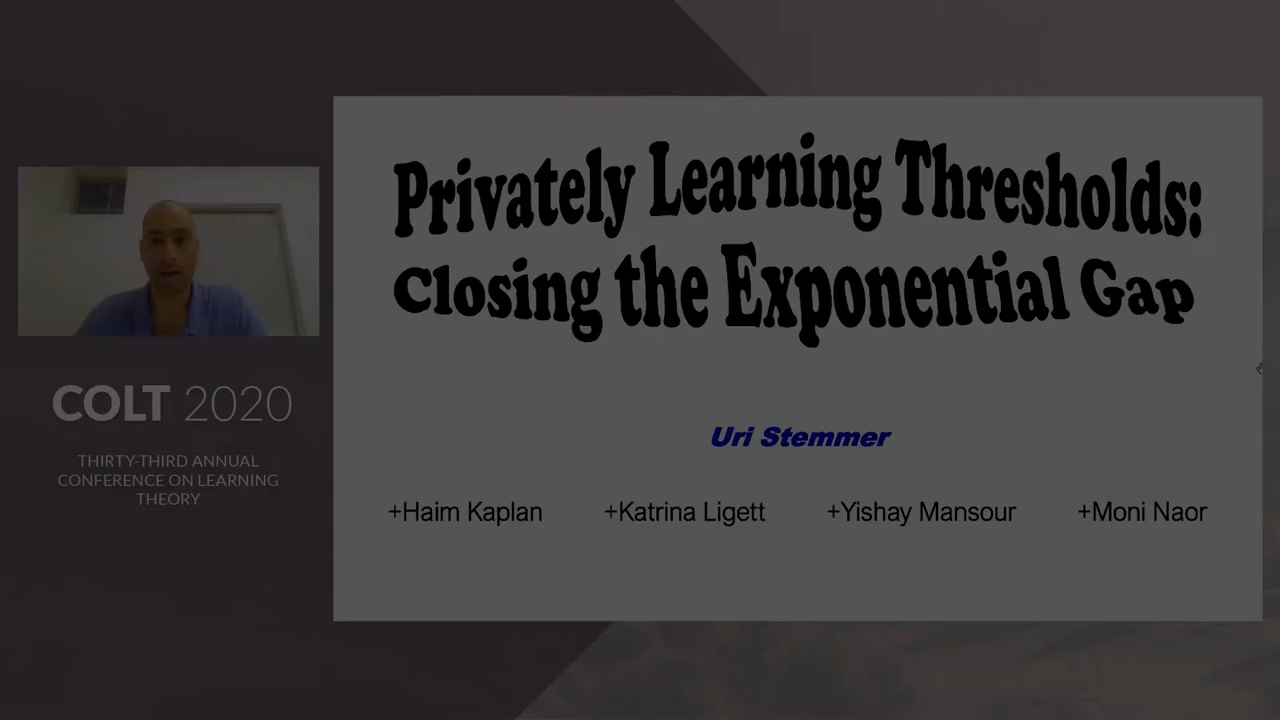 Privately Learning Thresholds:
Closing the Exponential Gap
Uri Stemmer
+Haim Kaplan +Katrina Ligett +Yishay Mansour +Moni Naor
COLT 2020
THIRTY-THIRD ANNUAL
CONFERENCE ON LEARNING
THEORY